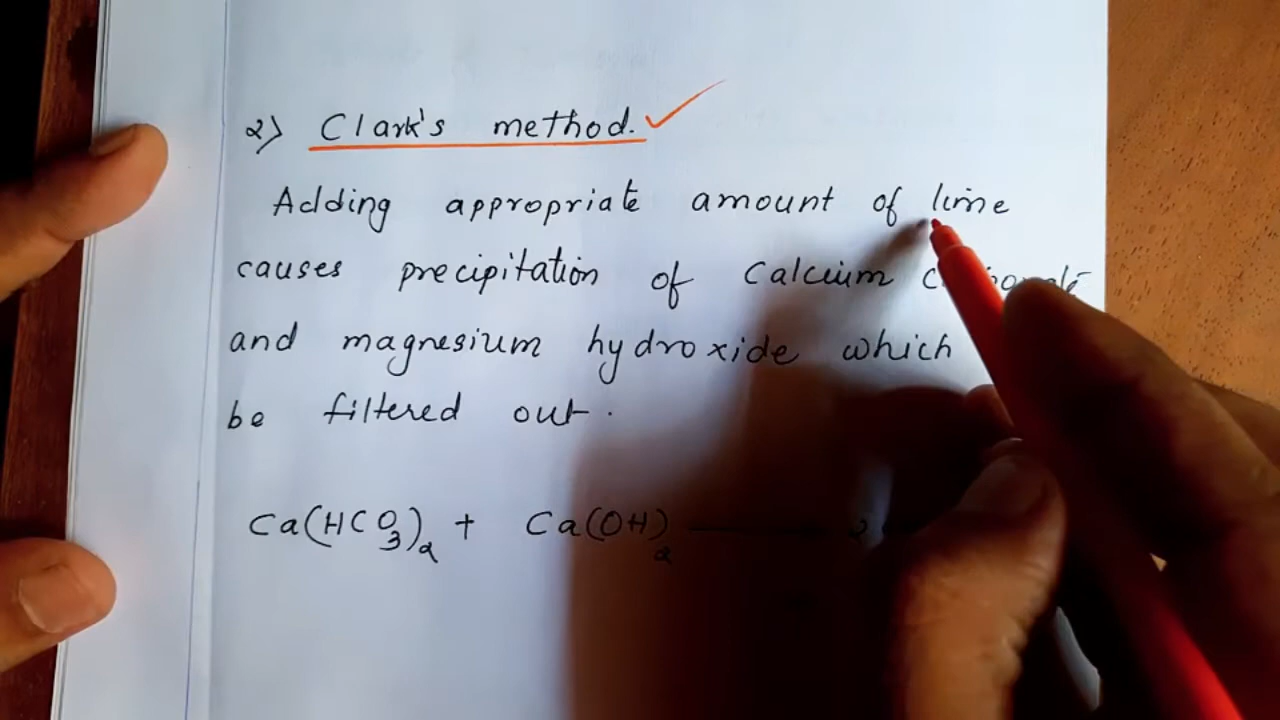 2) Clark's method.
Adding appropriate amount of lime
causes precipitation of Calcium
and magnesium hydroxide which
be filtered out.
Ca(HCO₃)₂ + Ca(OH)₂ ⟶ 2